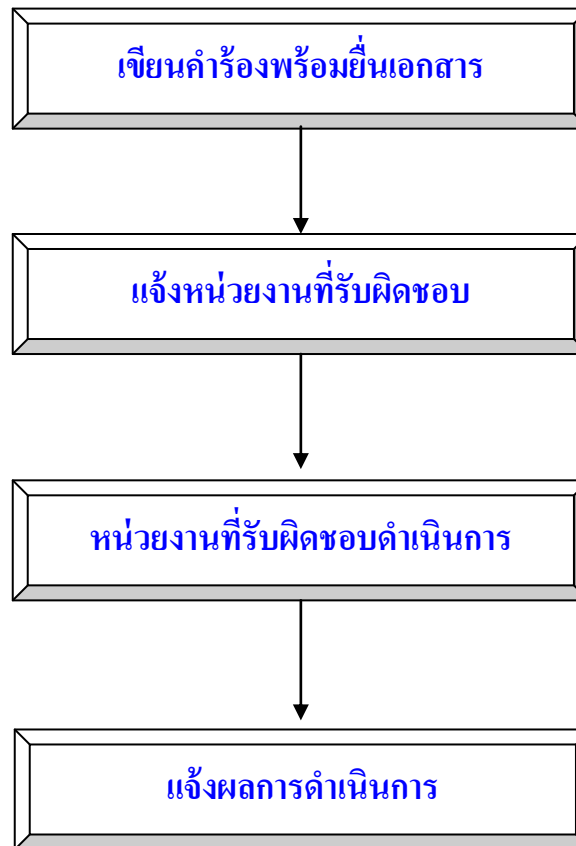 เขียนคำร้องพร้อมยื่นเอกสาร
แจ้งหน่วยงานที่รับผิดชอบ
หน่วยงานที่รับผิดชอบดำเนินการ
แจ้งผลการดำเนินการ